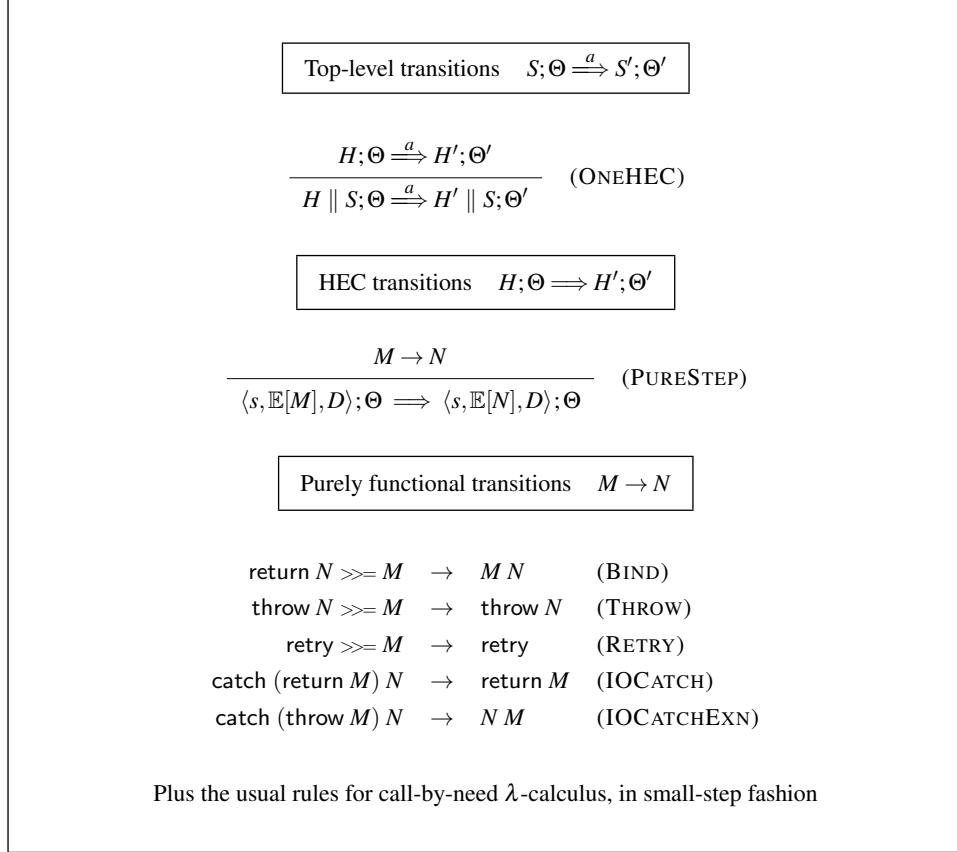 Top-level transitions S;Θ ⟹ᵃ S′;Θ′
H;Θ ⟹ᵃ H′;Θ′
H ∥ S;Θ ⟹ᵃ H′ ∥ S;Θ′
(ONEHEC)
HEC transitions H;Θ ⟹ H′;Θ′
M → N
⟨s,𝔼[M],D⟩;Θ ⟹ ⟨s,𝔼[N],D⟩;Θ
(PURESTEP)
Purely functional transitions M → N
return N >>= M → M N (BIND)
throw N >>= M → throw N (THROW)
retry >>= M → retry (RETRY)
catch (return M) N → return M (IOCATCH)
catch (throw M) N → N M (IOCATCHEXN)
Plus the usual rules for call-by-need λ-calculus, in small-step fashion